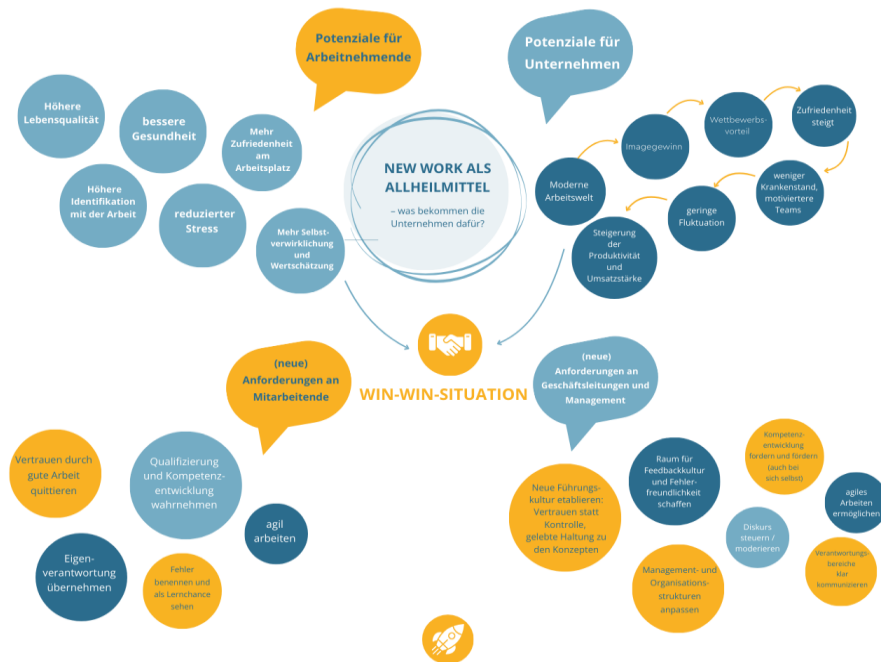 Potenziale für
Arbeitnehmende
Potenziale für
Unternehmen
Höhere
Lebensqualität
bessere
Gesundheit
Mehr
Zufriedenheit
am
Arbeitsplatz
Höhere
Identifikation
mit der Arbeit
reduzierter
Stress
Mehr Selbst-
verwirklichung
und
Wertschätzung
NEW WORK ALS
ALLHEILMITTEL
– was bekommen die
Unternehmen dafür?
Moderne
Arbeitswelt
Imagegewinn
Wettbewerbs-
vorteil
Zufriedenheit
steigt
weniger
Krankenstand,
motiviertere
Teams
geringe
Fluktuation
Steigerung
der
Produktivität
und
Umsatzstärke
WIN-WIN-SITUATION
(neue)
Anforderungen an
Mitarbeitende
(neue)
Anforderungen an
Geschäftsleitungen und
Management
Vertrauen durch
gute Arbeit
quittieren
Qualifizierung
und Kompetenz-
entwicklung
wahrnehmen
agil
arbeiten
Eigen-
verantwortung
übernehmen
Fehler
benennen und
als Lernchance
sehen
Neue Führungs-
kultur etablieren:
Vertrauen statt
Kontrolle,
gelebte Haltung zu
den Konzepten
Raum für
Feedbackkultur
und Fehler-
freundlichkeit
schaffen
Kompetenz-
entwicklung
fordern und fördern
(auch bei
sich selbst)
agiles
Arbeiten
ermöglichen
Diskurs
steuern /
moderieren
Management- und
Organisations-
strukturen
anpassen
Verantwortungs-
bereiche
klar
kommunizieren